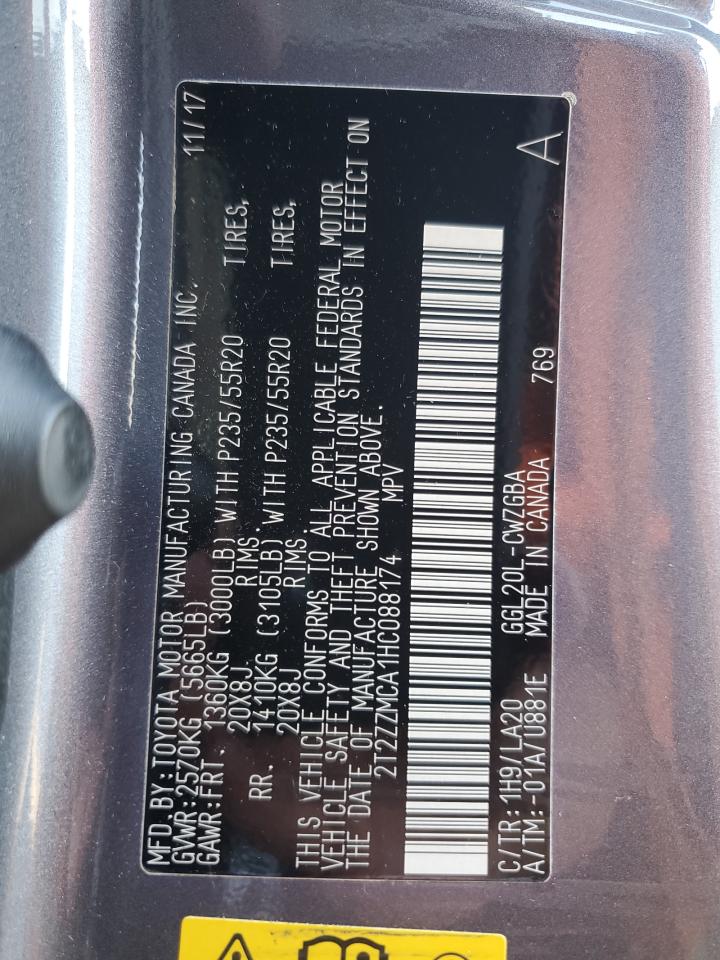 MFD.BY:TOYOTA MOTOR MANUFACTURING CANADA INC. 11/17
GVWR:2570KG (5665LB)
GAWR:FRT. 1360KG (3000LB) WITH P235/55R20 TIRES,
20X8J RIMS.
RR. 1410KG (3105LB) WITH P235/55R20 TIRES,
20X8J RIMS.
THIS VEHICLE CONFORMS TO ALL APPLICABLE FEDERAL MOTOR
VEHICLE SAFETY AND THEFT PREVENTION STANDARDS IN EFFECT ON
THE DATE OF MANUFACTURE SHOWN ABOVE.
2T2ZZMCA1HC088174 MPV
C/TR:1H9/LA20 GGL20L-CWZGBA 769 A
A/TM:-01A/U881E MADE IN CANADA